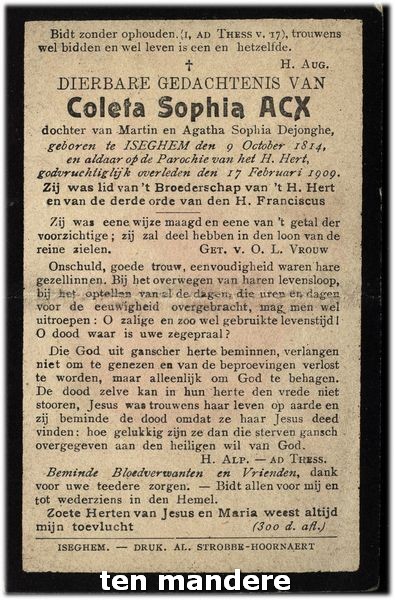 Bidt zonder ophouden.(I, AD THESS v. 17), trouwens
wel bidden en wel leven is een en hetzelfde.
† H. AUG.
DIERBARE GEDACHTENIS VAN
Coleta Sophia ACX
dochter van Martin en Agatha Sophia Dejonghe,
geboren te ISEGHEM den 9 October 1814,
en aldaar op de Parochie van het H. Hert,
godvruchtiglijk overleden den 17 Februari 1909.
Zij was lid van 't Broederschap van 't H. Hert
en van de derde orde van den H. Franciscus
Zij was eene wijze maagd en eene van 't getal der
voorzichtige; zij zal deel hebben in den loon van de
reine zielen. GET. V. O. L. VROUW
Onschuld, goede trouw, eenvoudigheid waren hare
gezellinnen. Bij het overwegen van haren levensloop,
bij het optellen van al de dagen, die uren en dagen
voor de eeuwigheid overgebracht, mag men wel
uitroepen : O zalige en zoo wel gebruikte levenstijd !
O dood waar is uwe zegepraal ?
Die God uit ganscher herte beminnen, verlangen
niet om te genezen en van de beproevingen verlost
te worden, maar alleenlijk om God te behagen.
De dood zelve kan in hun herte den vrede niet
stooren, Jesus was trouwens haar leven op aarde en
zij beminde de dood omdat ze haar Jesus deed
vinden : hoe gelukkig zijn ze dan die sterven gansch
overgegeven aan den heiligen wil van God.
H. ALP. — AD THESS.
Beminde Bloedverwanten en Vrienden, dank
voor uwe teedere zorgen. — Bidt allen voor mij en
tot wederziens in den Hemel.
Zoete Herten van Jesus en Maria weest altijd
mijn toevlucht (300 d. afl.)
ISEGHEM. — DRUK. AL. STROBBE-HOORNAERT
ten mandere